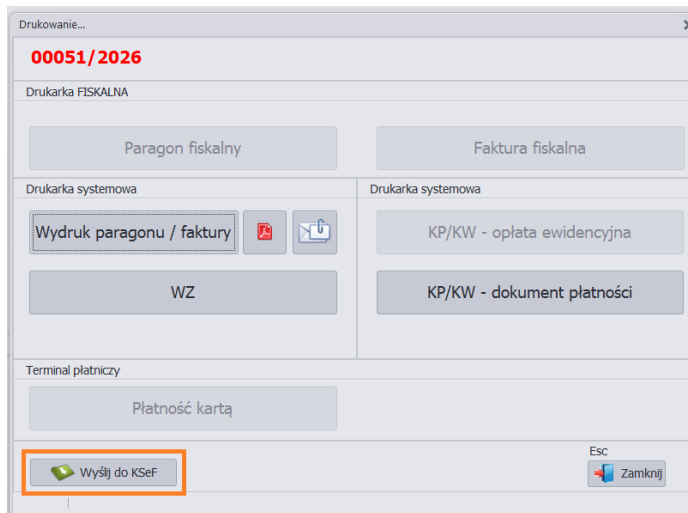 Drukowanie...
00051/2026
Drukarka FISKALNA
Paragon fiskalny
Faktura fiskalna
Drukarka systemowa
Drukarka systemowa
Wydruk paragonu / faktury
KP/KW - opłata ewidencyjna
WZ
KP/KW - dokument płatności
Terminal płatniczy
Płatność kartą
Wyślij do KSeF
Esc
Zamknij